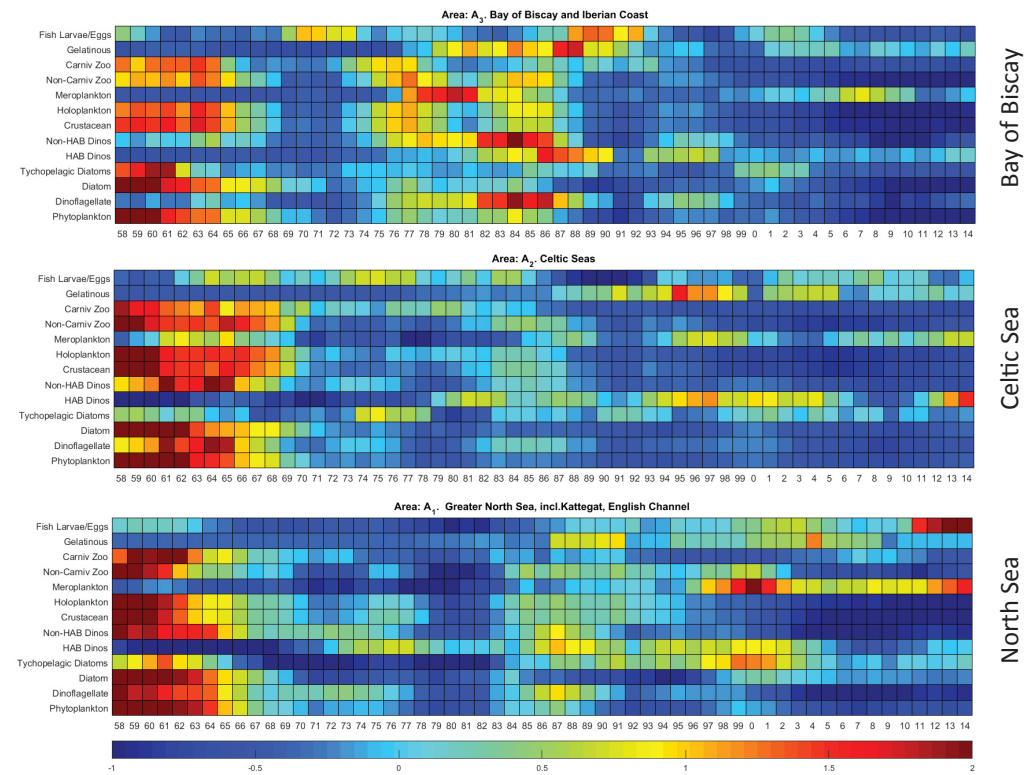 Area: A3. Bay of Biscay and Iberian Coast
Fish Larvae/Eggs
Gelatinous
Carniv Zoo
Non-Carniv Zoo
Meroplankton
Holoplankton
Crustacean
Non-HAB Dinos
HAB Dinos
Tychopelagic Diatoms
Diatom
Dinoflagellate
Phytoplankton
58 59 60 61 62 63 64 65 66 67 68 69 70 71 72 73 74 75 76 77 78 79 80 81 82 83 84 85 86 87 88 89 90 91 92 93 94 95 96 97 98 99 0 1 2 3 4 5 6 7 8 9 10 11 12 13 14
Bay of Biscay
Area: A2. Celtic Seas
Fish Larvae/Eggs
Gelatinous
Carniv Zoo
Non-Carniv Zoo
Meroplankton
Holoplankton
Crustacean
Non-HAB Dinos
HAB Dinos
Tychopelagic Diatoms
Diatom
Dinoflagellate
Phytoplankton
58 59 60 61 62 63 64 65 66 67 68 69 70 71 72 73 74 75 76 77 78 79 80 81 82 83 84 85 86 87 88 89 90 91 92 93 94 95 96 97 98 99 0 1 2 3 4 5 6 7 8 9 10 11 12 13 14
Celtic Sea
Area: A1. Greater North Sea, incl.Kattegat, English Channel
Fish Larvae/Eggs
Gelatinous
Carniv Zoo
Non-Carniv Zoo
Meroplankton
Holoplankton
Crustacean
Non-HAB Dinos
HAB Dinos
Tychopelagic Diatoms
Diatom
Dinoflagellate
Phytoplankton
58 59 60 61 62 63 64 65 66 67 68 69 70 71 72 73 74 75 76 77 78 79 80 81 82 83 84 85 86 87 88 89 90 91 92 93 94 95 96 97 98 99 0 1 2 3 4 5 6 7 8 9 10 11 12 13 14
North Sea
-1 -0.5 0 0.5 1 1.5 2